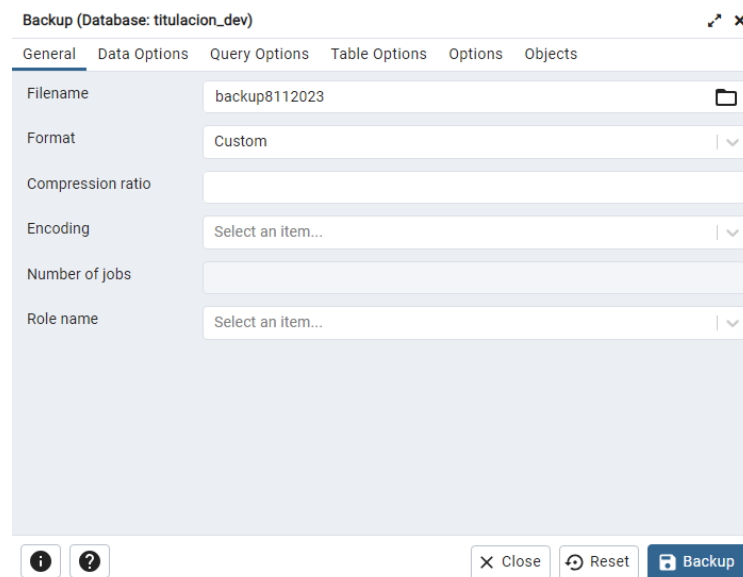 Backup (Database: titulacion_dev)
General Data Options Query Options Table Options Options Objects
Filename backup8112023
Format Custom
Compression ratio
Encoding Select an item...
Number of jobs
Role name Select an item...
Close Reset Backup